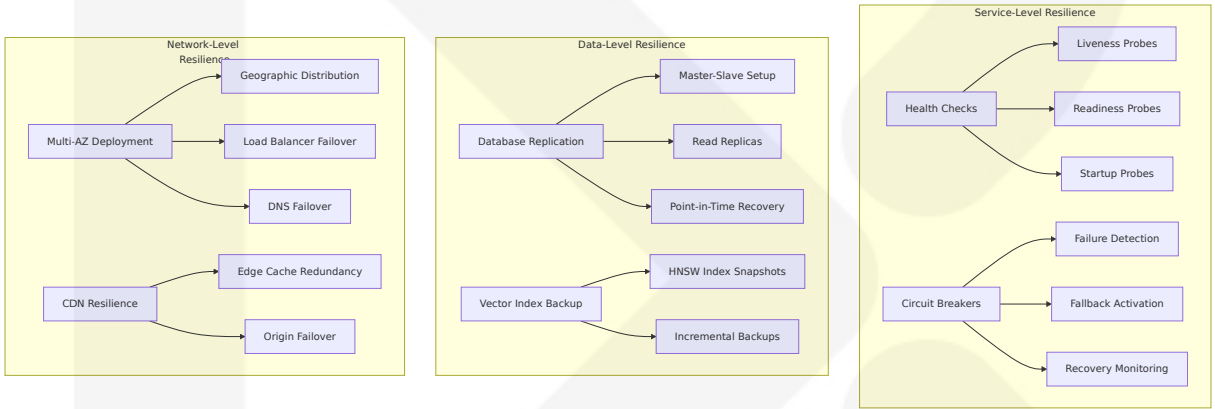 Network-Level
Resilience
Geographic Distribution
Multi-AZ Deployment
Load Balancer Failover
DNS Failover
Edge Cache Redundancy
CDN Resilience
Origin Failover
Data-Level Resilience
Master-Slave Setup
Database Replication
Read Replicas
Point-in-Time Recovery
HNSW Index Snapshots
Vector Index Backup
Incremental Backups
Service-Level Resilience
Liveness Probes
Health Checks
Readiness Probes
Startup Probes
Failure Detection
Circuit Breakers
Fallback Activation
Recovery Monitoring